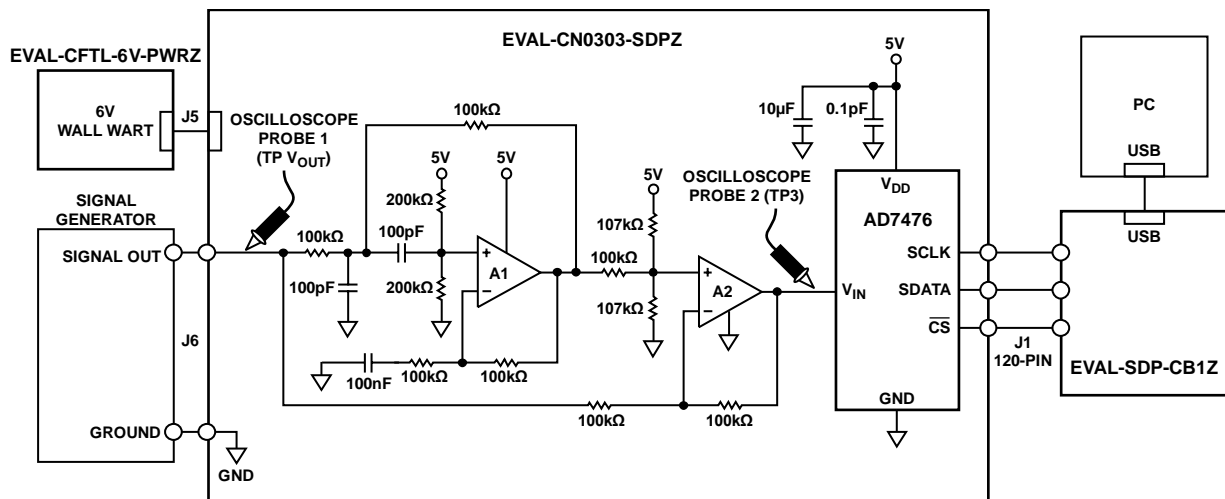 EVAL-CN0303-SDPZ
EVAL-CFTL-6V-PWRZ
6V
WALL WART
J5
OSCILLOSCOPE
PROBE 1
(TP VOUT)
SIGNAL
GENERATOR
SIGNAL OUT
J6
GROUND
GND
100kΩ
100pF
100kΩ
5V
5V
200kΩ
100pF
200kΩ
+
A1
−
100nF
100kΩ
100kΩ
100kΩ
5V
107kΩ
107kΩ
+
A2
−
100kΩ
100kΩ
OSCILLOSCOPE
PROBE 2 (TP3)
5V
10µF
0.1pF
VDD
AD7476
VIN
SCLK
SDATA
CS
GND
J1
120-PIN
PC
USB
USB
EVAL-SDP-CB1Z